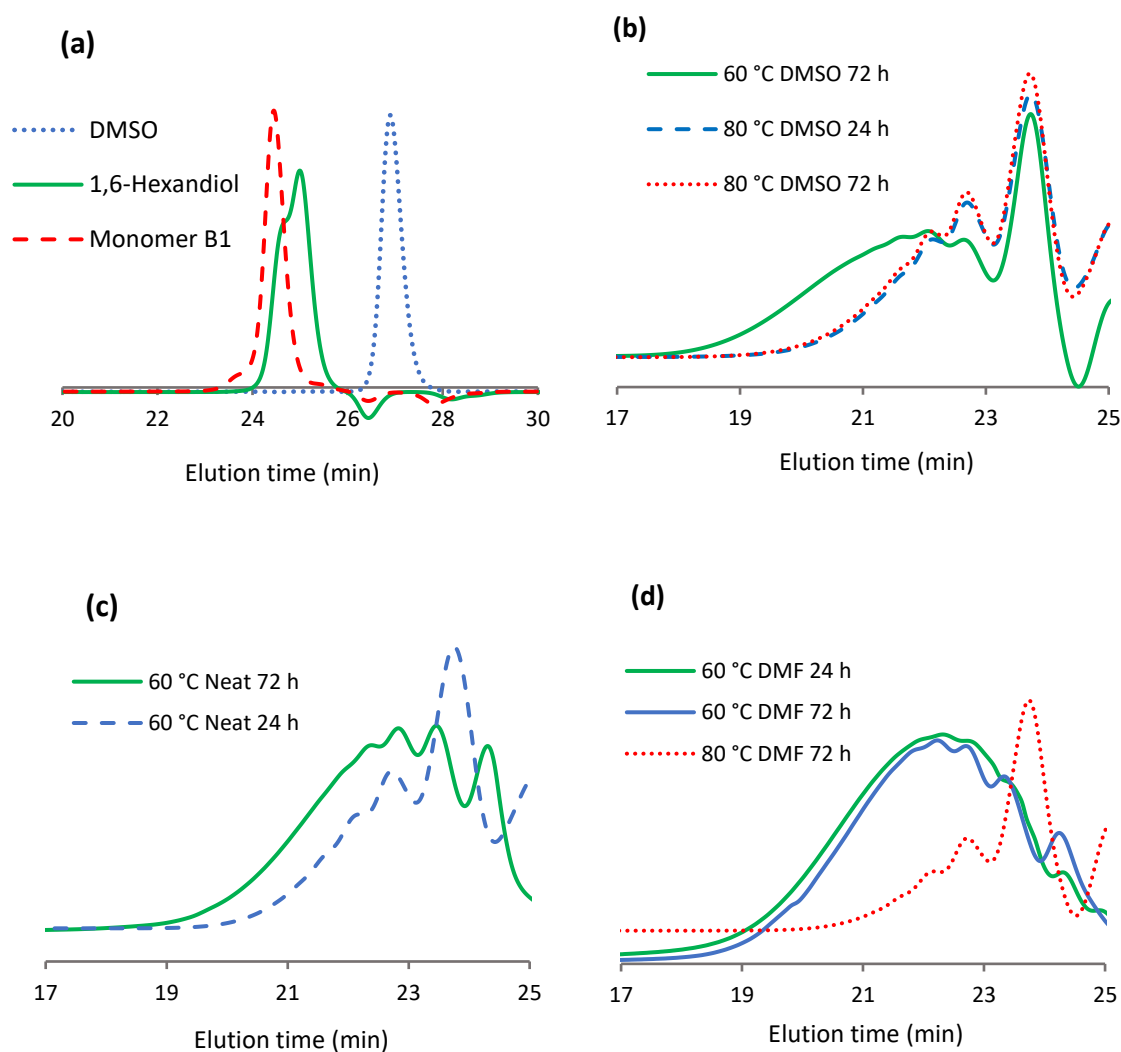 (a)
DMSO
1,6-Hexandiol
Monomer B1
20 22 24 26 28 30
Elution time (min)
(b)
60 °C DMSO 72 h
80 °C DMSO 24 h
80 °C DMSO 72 h
17 19 21 23 25
Elution time (min)
(c)
60 °C Neat 72 h
60 °C Neat 24 h
17 19 21 23 25
Elution time (min)
(d)
60 °C DMF 24 h
60 °C DMF 72 h
80 °C DMF 72 h
17 19 21 23 25
Elution time (min)